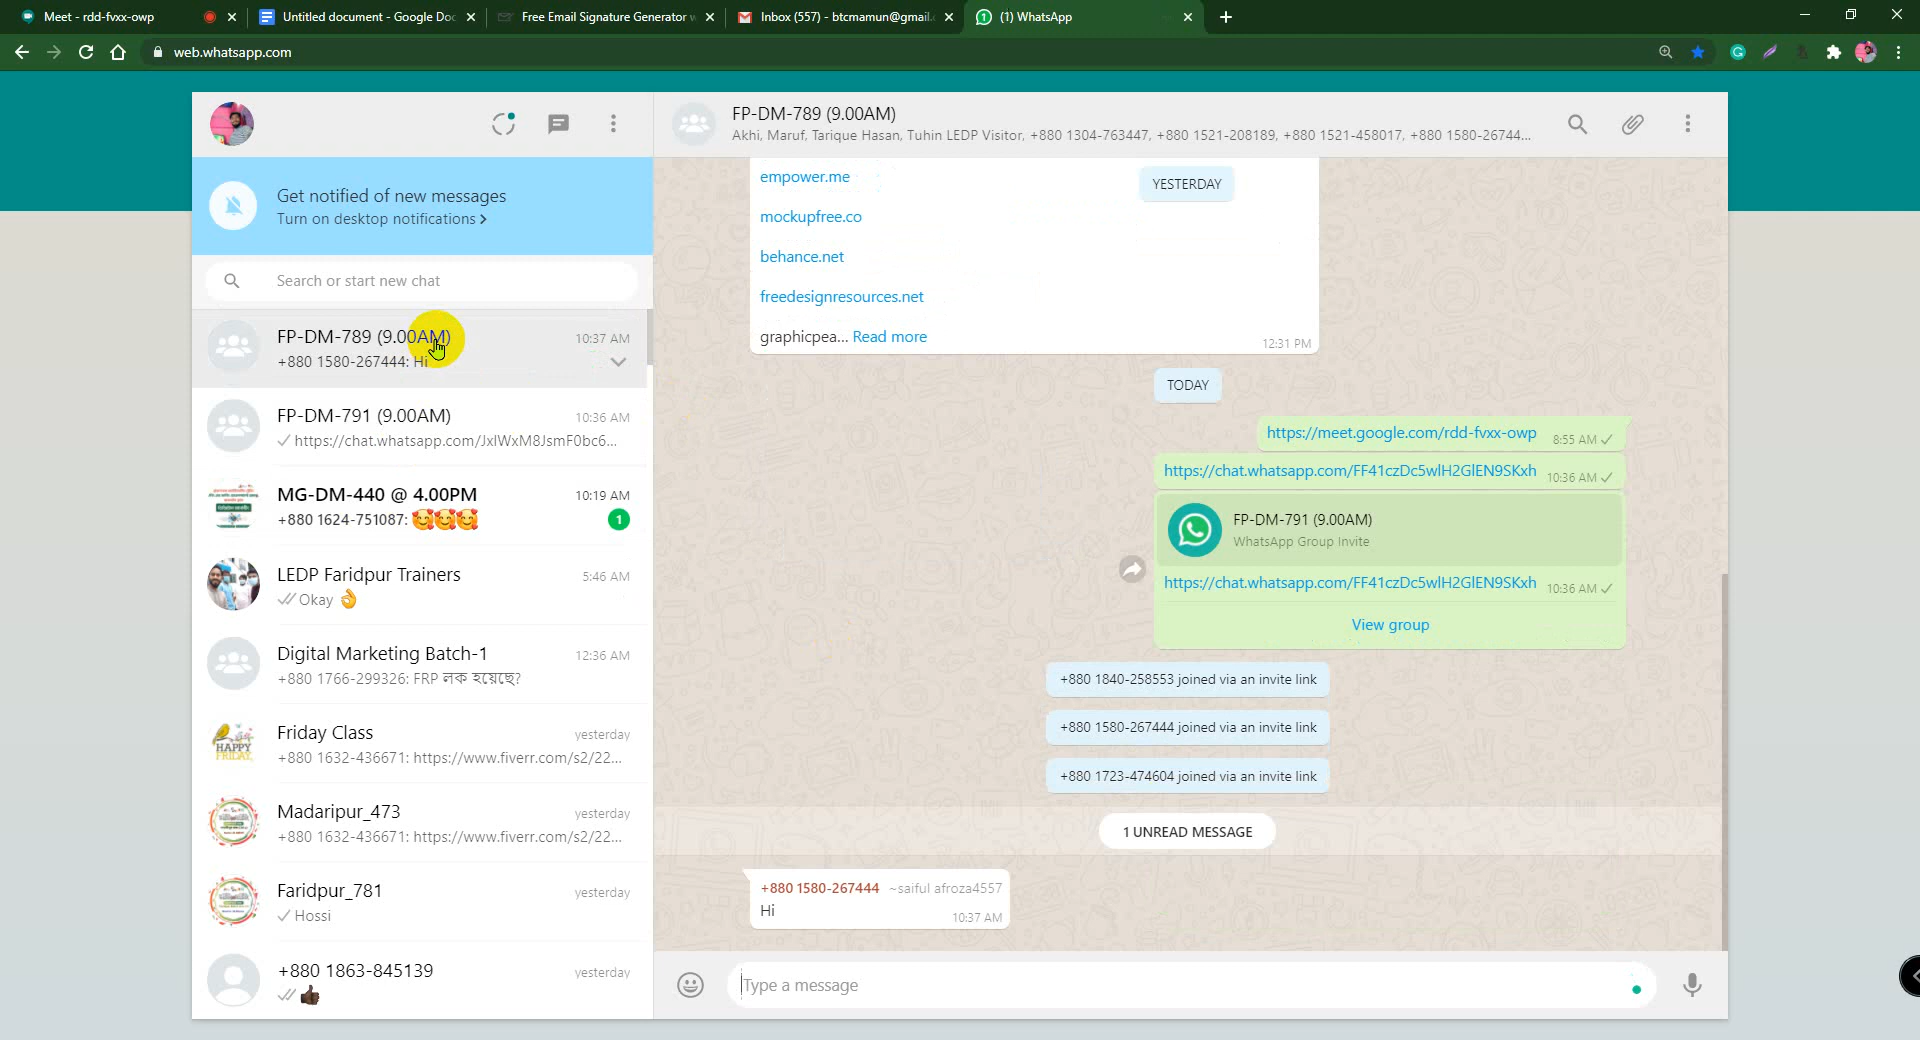 Meet - rdd-fvxx-owp
Untitled document - Google Doc
Free Email Signature Generator w
Inbox (557) - btcmamun@gmail.
(1) WhatsApp
web.whatsapp.com
Get notified of new messages
Turn on desktop notifications >
Search or start new chat
FP-DM-789 (9.00AM)
10:37 AM
+880 1580-267444: Hi
FP-DM-791 (9.00AM)
10:36 AM
https://chat.whatsapp.com/JxlWxM8JsmF0bc6...
MG-DM-440 @ 4.00PM
10:19 AM
+880 1624-751087: 🥰🥰🥰
1
LEDP Faridpur Trainers
5:46 AM
Okay 👌
Digital Marketing Batch-1
12:36 AM
+880 1766-299326: FRP লক হয়েছে?
Friday Class
yesterday
+880 1632-436671: https://www.fiverr.com/s2/22...
HAPPY
FRIDAY,
Madaripur_473
yesterday
+880 1632-436671: https://www.fiverr.com/s2/22...
Faridpur_781
yesterday
Hossi
+880 1863-845139
yesterday
👍🏿
FP-DM-789 (9.00AM)
Akhi, Maruf, Tarique Hasan, Tuhin LEDP Visitor, +880 1304-763447, +880 1521-208189, +880 1521-458017, +880 1580-26744...
empower.me
YESTERDAY
mockupfree.co
behance.net
freedesignresources.net
graphicpea... Read more
12:31 PM
TODAY
https://meet.google.com/rdd-fvxx-owp 8:55 AM
https://chat.whatsapp.com/FF41czDc5wlH2GlEN9SKxh 10:36 AM
FP-DM-791 (9.00AM)
WhatsApp Group Invite
https://chat.whatsapp.com/FF41czDc5wlH2GlEN9SKxh 10:36 AM
View group
+880 1840-258553 joined via an invite link
+880 1580-267444 joined via an invite link
+880 1723-474604 joined via an invite link
1 UNREAD MESSAGE
+880 1580-267444 ~saiful afroza4557
Hi
10:37 AM
Type a message